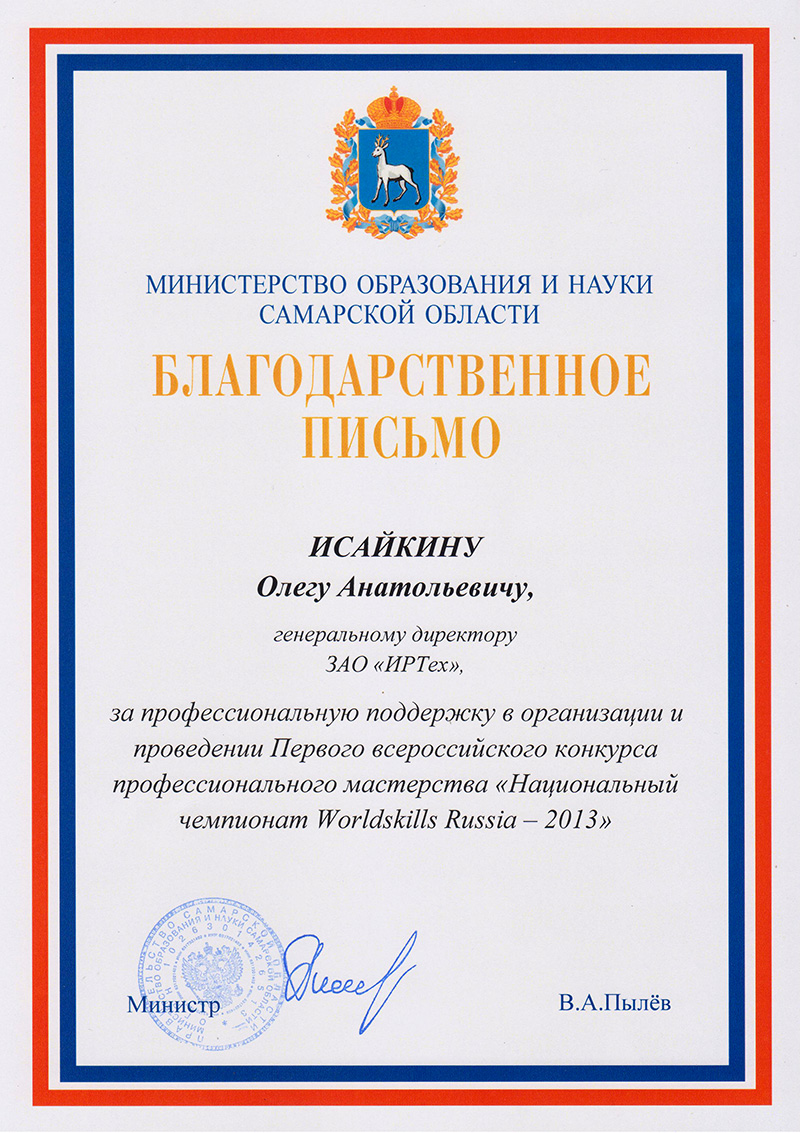 МИНИСТЕРСТВО ОБРАЗОВАНИЯ И НАУКИ
САМАРСКОЙ ОБЛАСТИ
БЛАГОДАРСТВЕННОЕ
ПИСЬМО
ИСАЙКИНУ
Олегу Анатольевичу,
генеральному директору
ЗАО «ИРТех»,
за профессиональную поддержку в организации и
проведении Первого всероссийского конкурса
профессионального мастерства «Национальный
чемпионат Worldskills Russia – 2013»
Министр
В.А.Пылёв